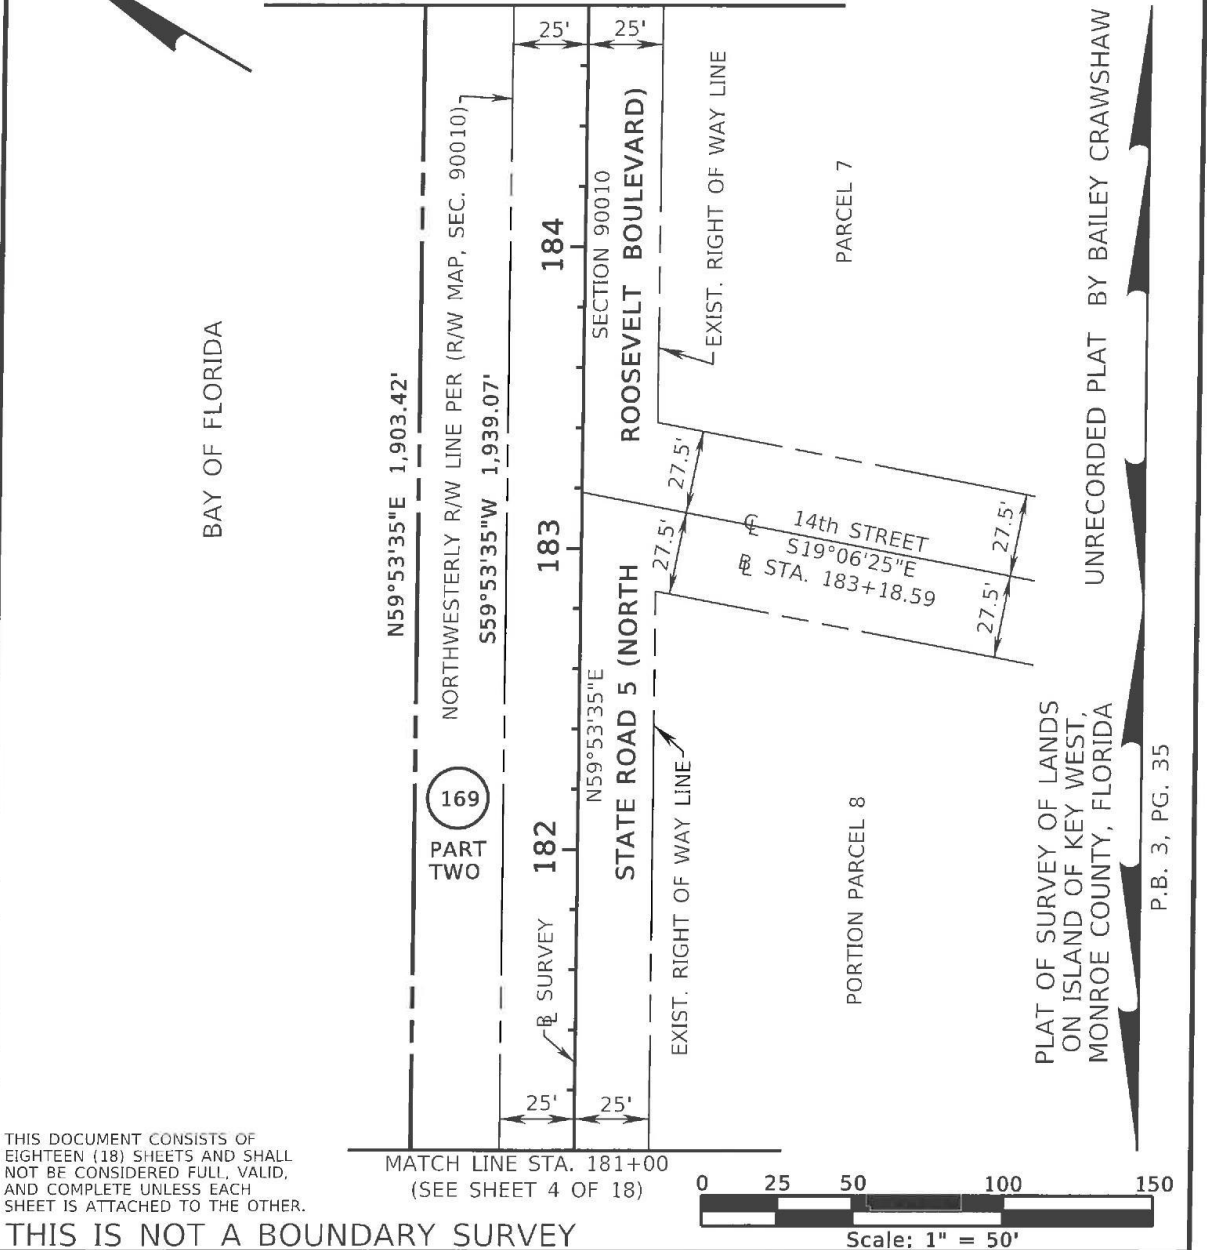 25' 25'
BAY OF FLORIDA
N59°53'35"E 1,903.42'
NORTHWESTERLY R/W LINE PER (R/W MAP, SEC. 90010)
S59°53'35"W 1,939.07'
184
183
182
SECTION 90010
N59°53'35"E
STATE ROAD 5 (NORTH ROOSEVELT BOULEVARD)
EXIST. RIGHT OF WAY LINE
PARCEL 7
27.5'
27.5'
℄ 14th STREET
S19°06'25"E
BL STA. 183+18.59
27.5'
27.5'
169
PART
TWO
BL SURVEY
EXIST. RIGHT OF WAY LINE
PORTION PARCEL 8
UNRECORDED PLAT BY BAILEY CRAWSHAW
PLAT OF SURVEY OF LANDS
ON ISLAND OF KEY WEST,
MONROE COUNTY, FLORIDA
P.B. 3, PG. 35
25' 25'
MATCH LINE STA. 181+00
(SEE SHEET 4 OF 18)
THIS DOCUMENT CONSISTS OF
EIGHTEEN (18) SHEETS AND SHALL
NOT BE CONSIDERED FULL, VALID,
AND COMPLETE UNLESS EACH
SHEET IS ATTACHED TO THE OTHER.
THIS IS NOT A BOUNDARY SURVEY
0 25 50 100 150
Scale: 1" = 50'